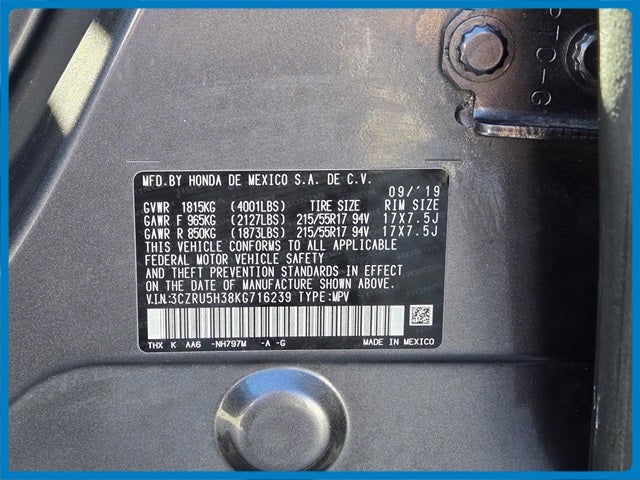 PTC-G
MFD.BY HONDA DE MEXICO S.A. DE C.V.
09/'19
GVWR 1815KG (4001LBS) TIRE SIZE RIM SIZE
GAWR F 965KG (2127LBS) 215/55R17 94V 17X7.5J
GAWR R 850KG (1873LBS) 215/55R17 94V 17X7.5J
THIS VEHICLE CONFORMS TO ALL APPLICABLE
FEDERAL MOTOR VEHICLE SAFETY
AND THEFT PREVENTION STANDARDS IN EFFECT
ON THE DATE OF MANUFACTURE SHOWN ABOVE.
V.I.N:3CZRU5H38KG716239 TYPE:MPV
THX K AA6 -NH797M -A -G MADE IN MEXICO